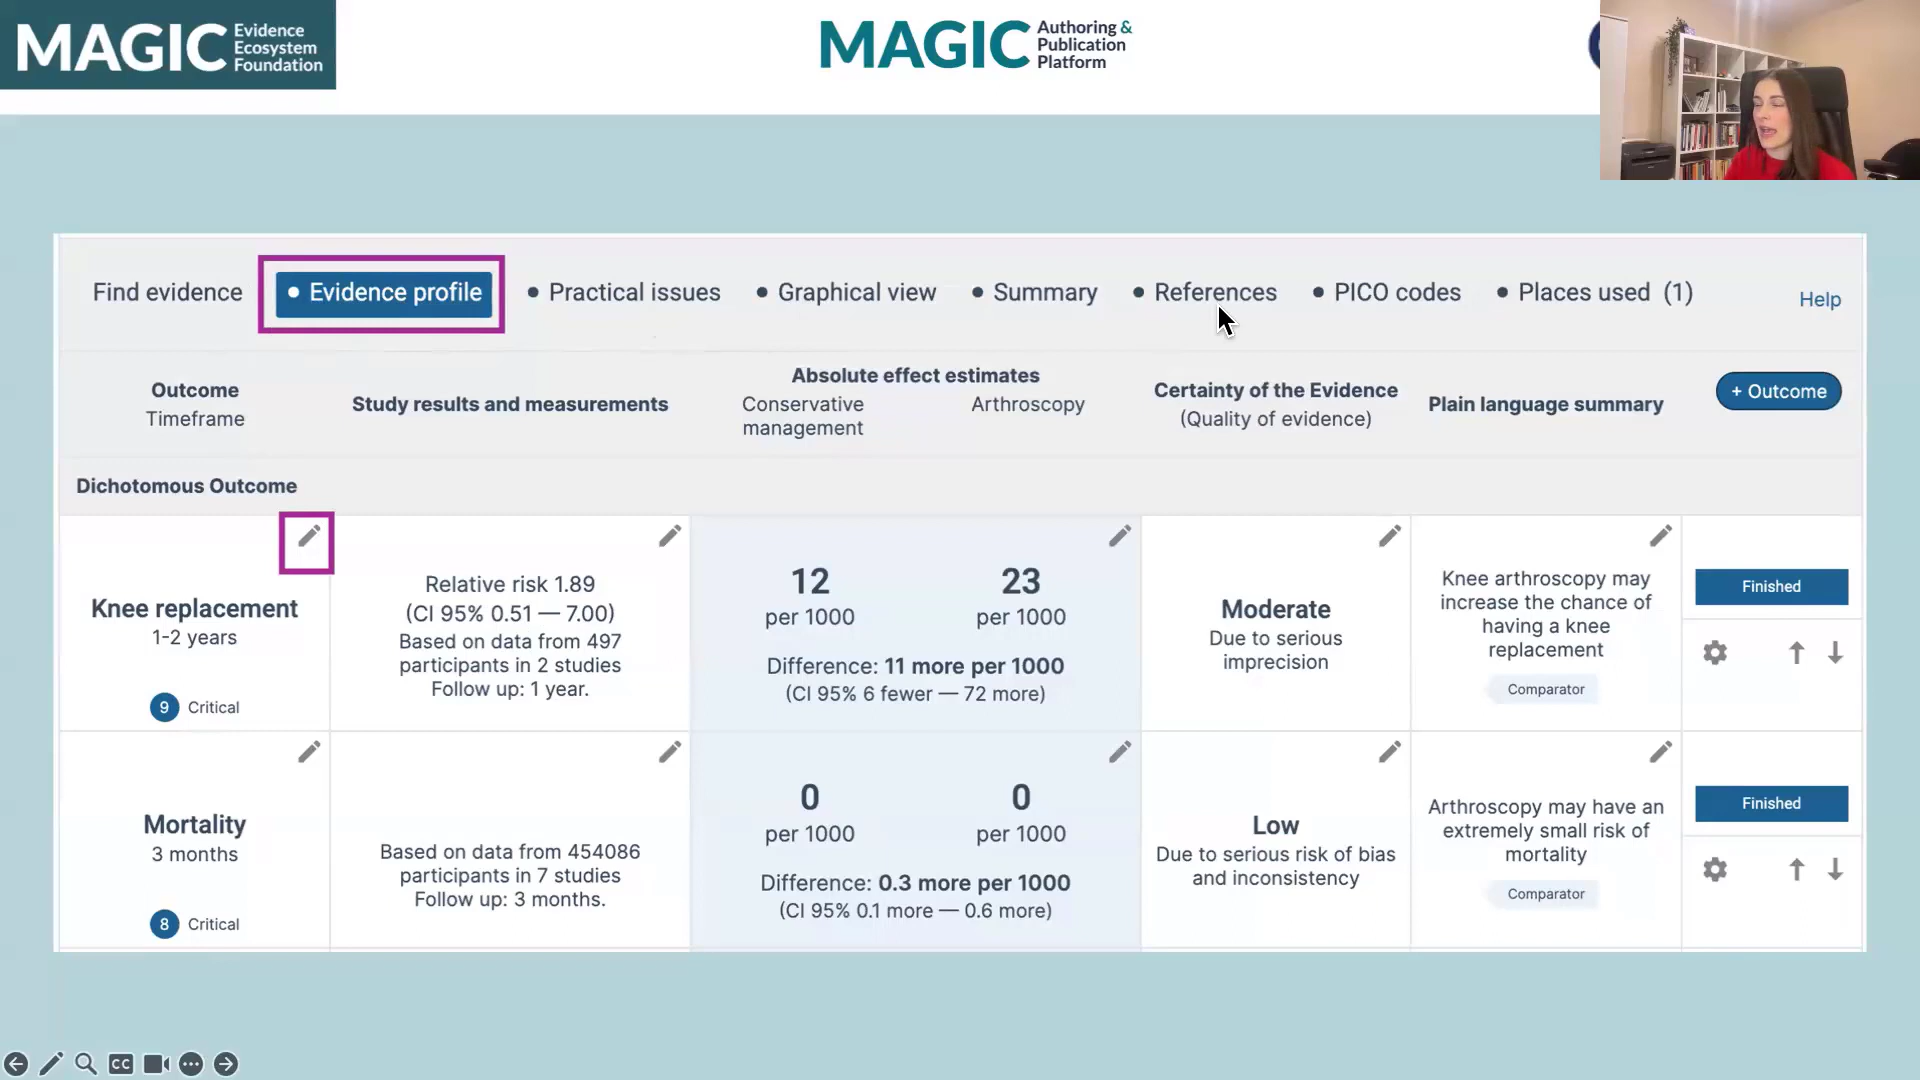 MAGIC Evidence
Ecosystem
Foundation
MAGIC Authoring &
Publication
Platform
Find evidence
Evidence profile
Practical issues
Graphical view
Summary
References
PICO codes
Places used (1)
Help
Outcome
Timeframe
Study results and measurements
Absolute effect estimates
Conservative
management
Arthroscopy
Certainty of the Evidence
(Quality of evidence)
Plain language summary
+ Outcome
Dichotomous Outcome
Knee replacement
1-2 years
9 Critical
Relative risk 1.89
(CI 95% 0.51 — 7.00)
Based on data from 497
participants in 2 studies
Follow up: 1 year.
12
per 1000
23
per 1000
Difference: 11 more per 1000
(CI 95% 6 fewer — 72 more)
Moderate
Due to serious
imprecision
Knee arthroscopy may
increase the chance of
having a knee
replacement
Comparator
Finished
Mortality
3 months
8 Critical
Based on data from 454086
participants in 7 studies
Follow up: 3 months.
0
per 1000
0
per 1000
Difference: 0.3 more per 1000
(CI 95% 0.1 more — 0.6 more)
Low
Due to serious risk of bias
and inconsistency
Arthroscopy may have an
extremely small risk of
mortality
Comparator
Finished
CC